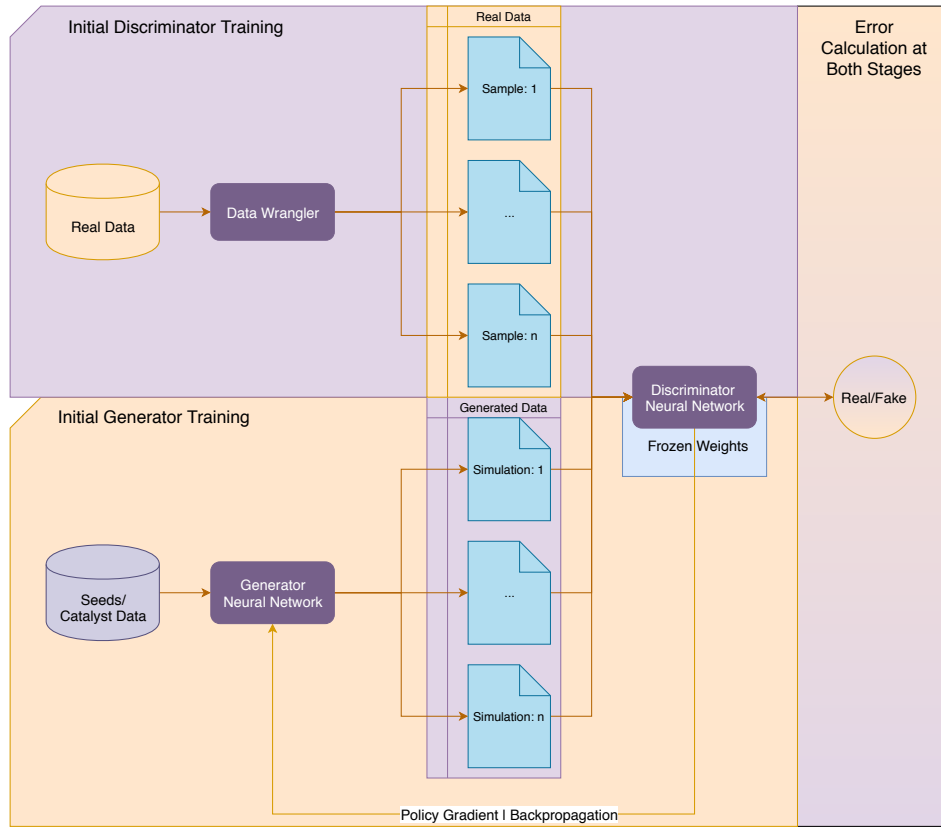 Initial Discriminator Training
Real Data
Error
Calculation at
Both Stages
Sample: 1
Real Data
Data Wrangler
...
Sample: n
Discriminator
Neural Network
Real/Fake
Frozen Weights
Initial Generator Training
Generated Data
Simulation: 1
Seeds/
Catalyst Data
Generator
Neural Network
...
Simulation: n
Policy Gradient | Backpropagation